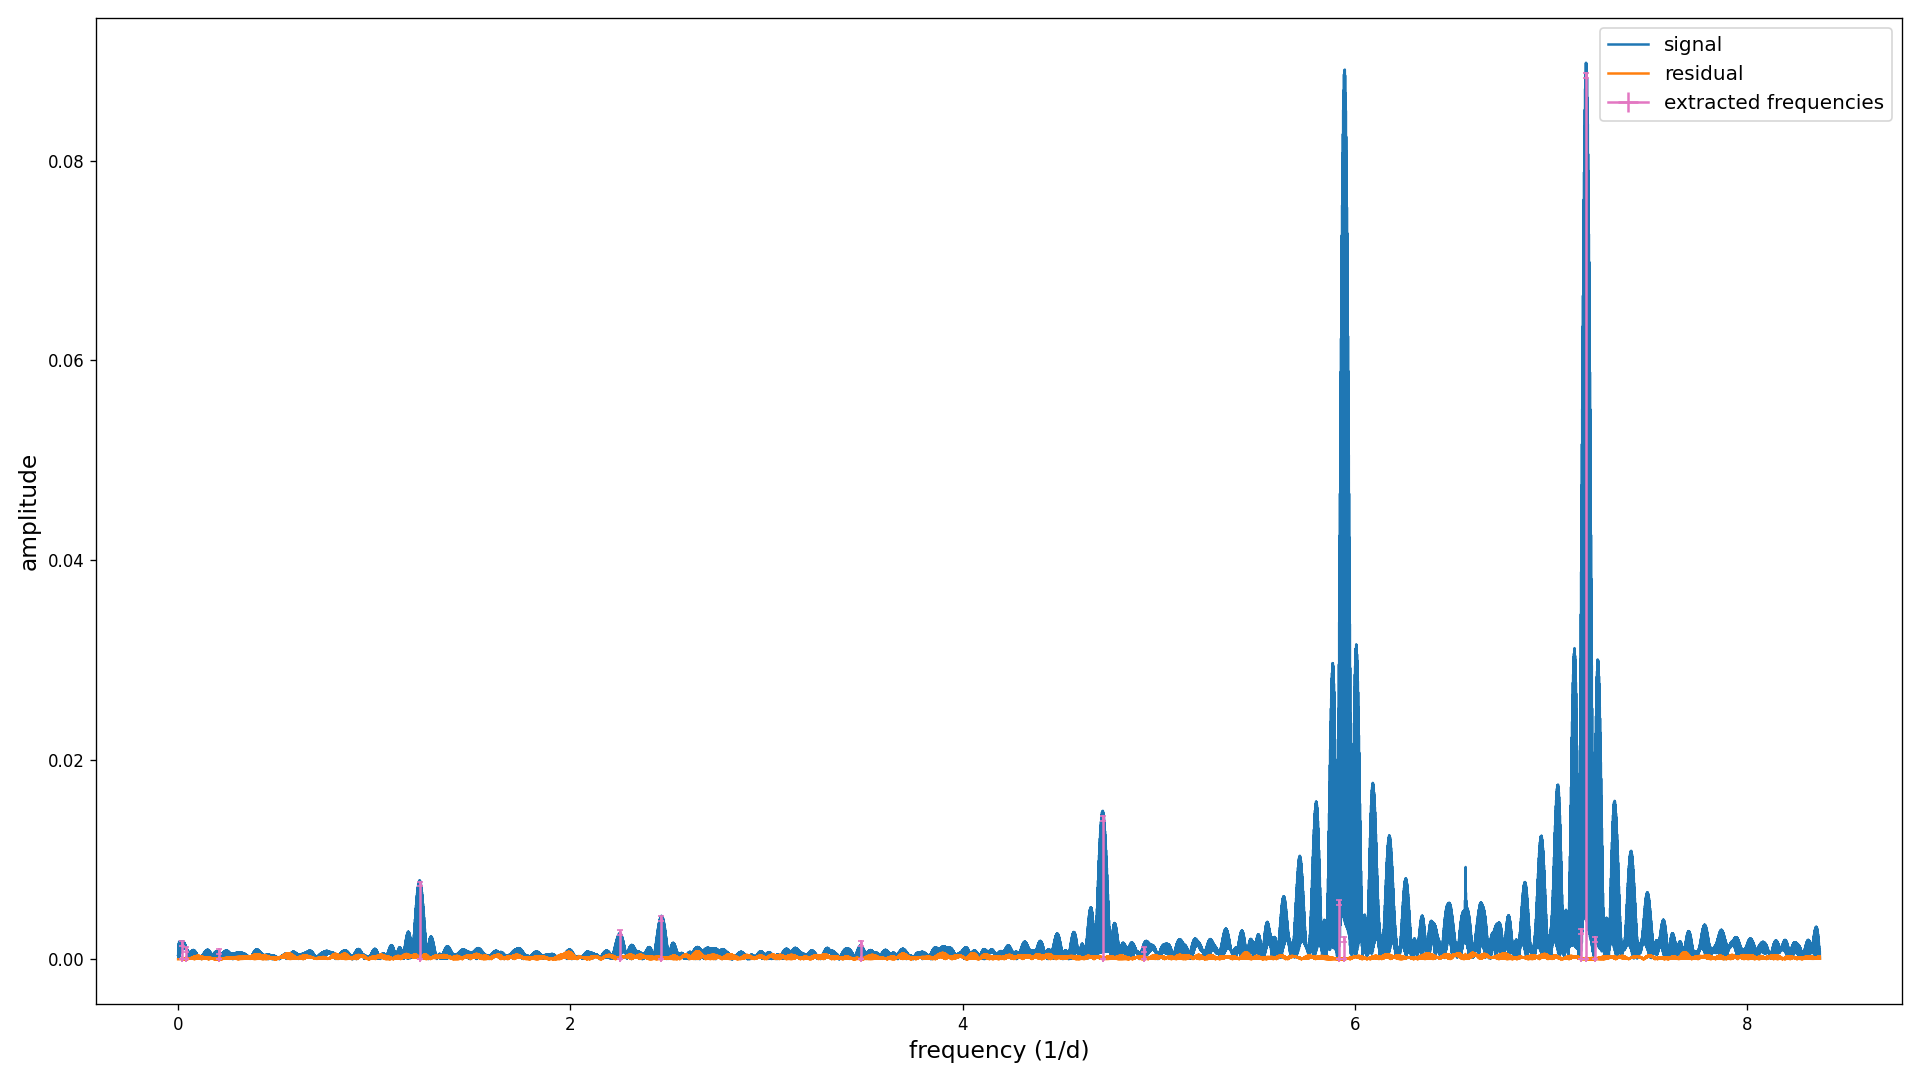 signal
residual
extracted frequencies
amplitude
0.08
0.06
0.04
0.02
0.00
0 2 4 6 8
frequency (1/d)